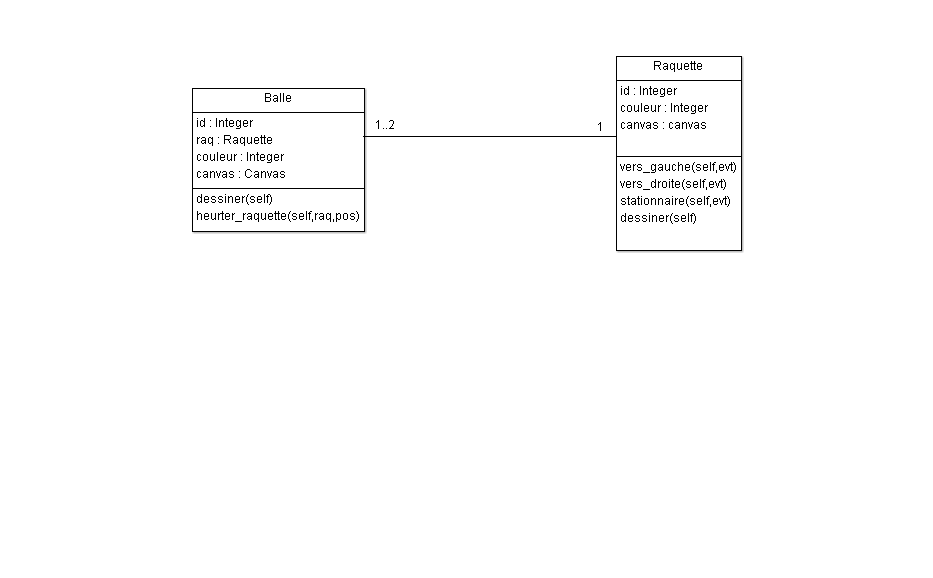 Balle
id : Integer
raq : Raquette
couleur : Integer
canvas : Canvas
dessiner(self)
heurter_raquette(self,raq,pos)
1..2
1
Raquette
id : Integer
couleur : Integer
canvas : canvas
vers_gauche(self,evt)
vers_droite(self,evt)
stationnaire(self,evt)
dessiner(self)